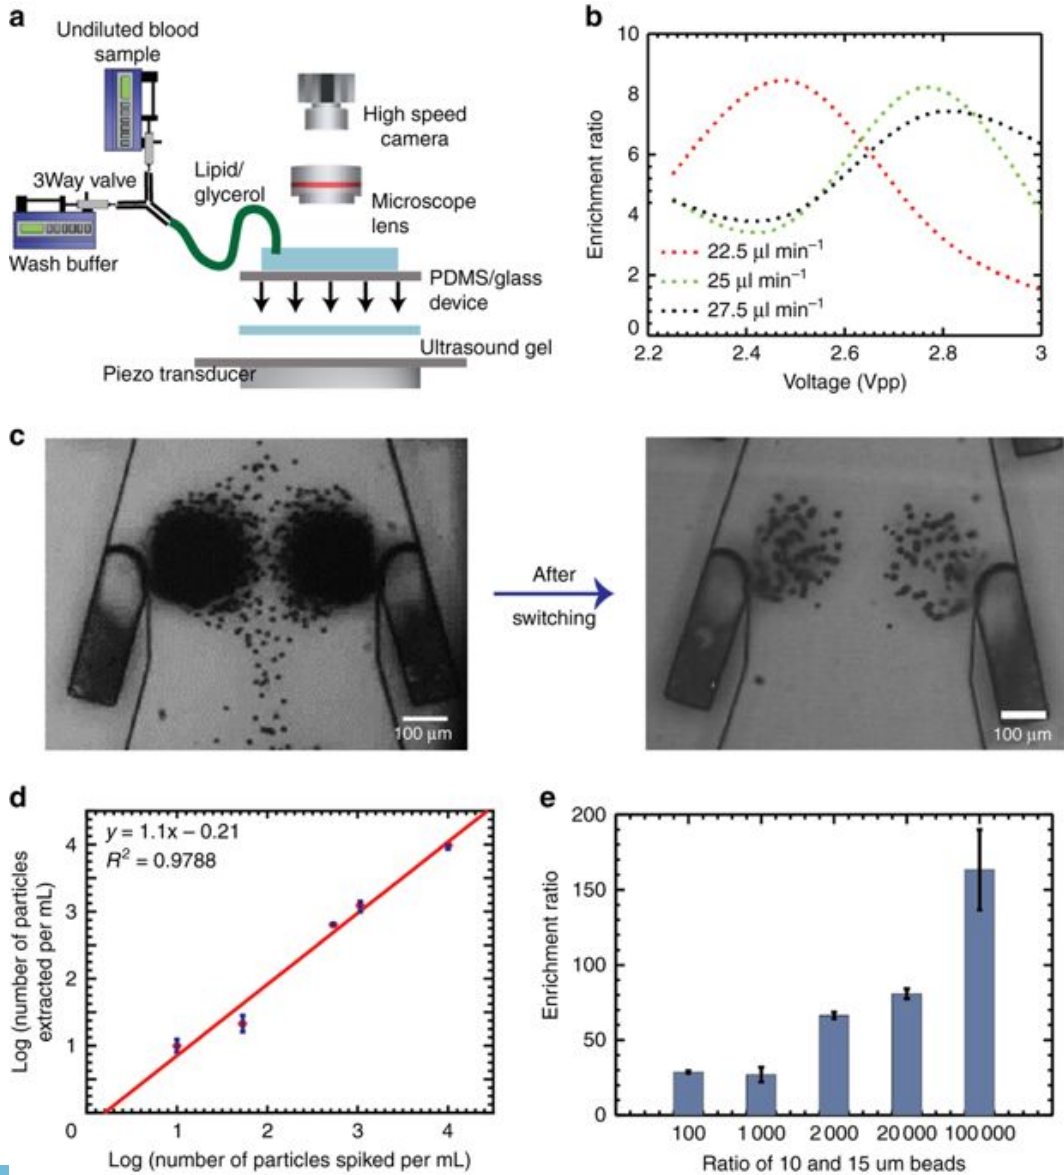 a
Undiluted blood
sample
High speed
camera
3Way valve
Lipid/
glycerol
Microscope
lens
Wash buffer
PDMS/glass
device
Ultrasound gel
Piezo transducer
b
10
8
6
4
2
0
Enrichment ratio
22.5 µl min⁻¹
25 µl min⁻¹
27.5 µl min⁻¹
2.2 2.4 2.6 2.8 3
Voltage (Vpp)
c
100 µm
After
switching
100 µm
d
y = 1.1x – 0.21
R² = 0.9788
4
3
2
1
Log (number of particles
extracted per mL)
0 1 2 3 4
Log (number of particles spiked per mL)
e
200
150
100
50
0
Enrichment ratio
100 1 000 2 000 20 000 100 000
Ratio of 10 and 15 um beads